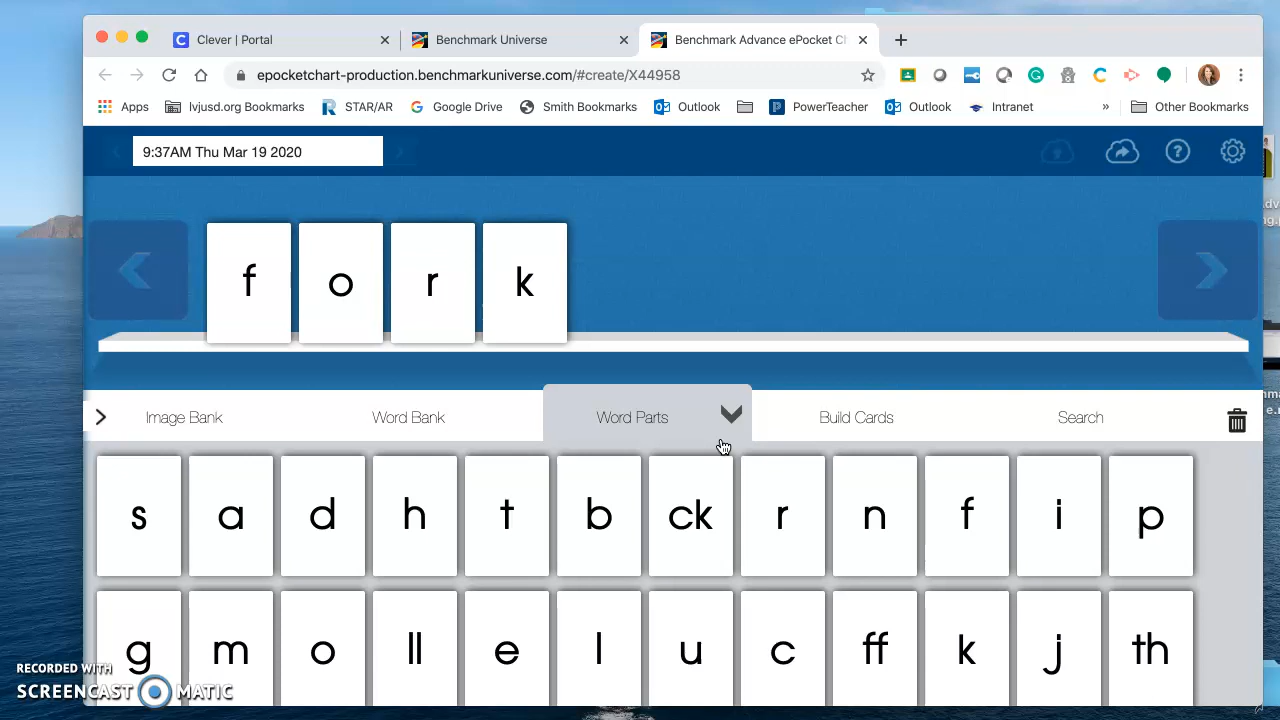 Clever | Portal
Benchmark Universe
Benchmark Advance ePocket Ch
epocketchart-production.benchmarkuniverse.com/#create/X44958
Apps
lvjusd.org Bookmarks
STAR/AR
Google Drive
Smith Bookmarks
Outlook
PowerTeacher
Outlook
Intranet
»
Other Bookmarks
9:37AM Thu Mar 19 2020
f o r k
Image Bank
Word Bank
Word Parts
Build Cards
Search
s a d h t b ck r n f i p
g m o ll e l u c ff k j th
RECORDED WITH
SCREENCAST MATIC